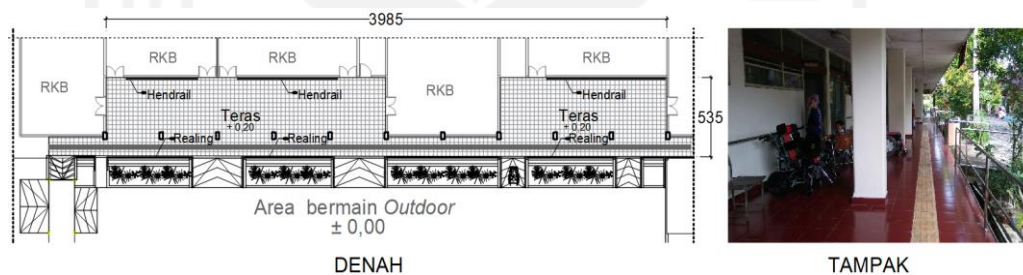 3985
RKB
RKB
RKB
RKB
RKB
Hendrail
Hendrail
Hendrail
Teras
± 0,20
Teras
± 0,20
535
Realing
Realing
Realing
Area bermain Outdoor
± 0,00
DENAH
TAMPAK